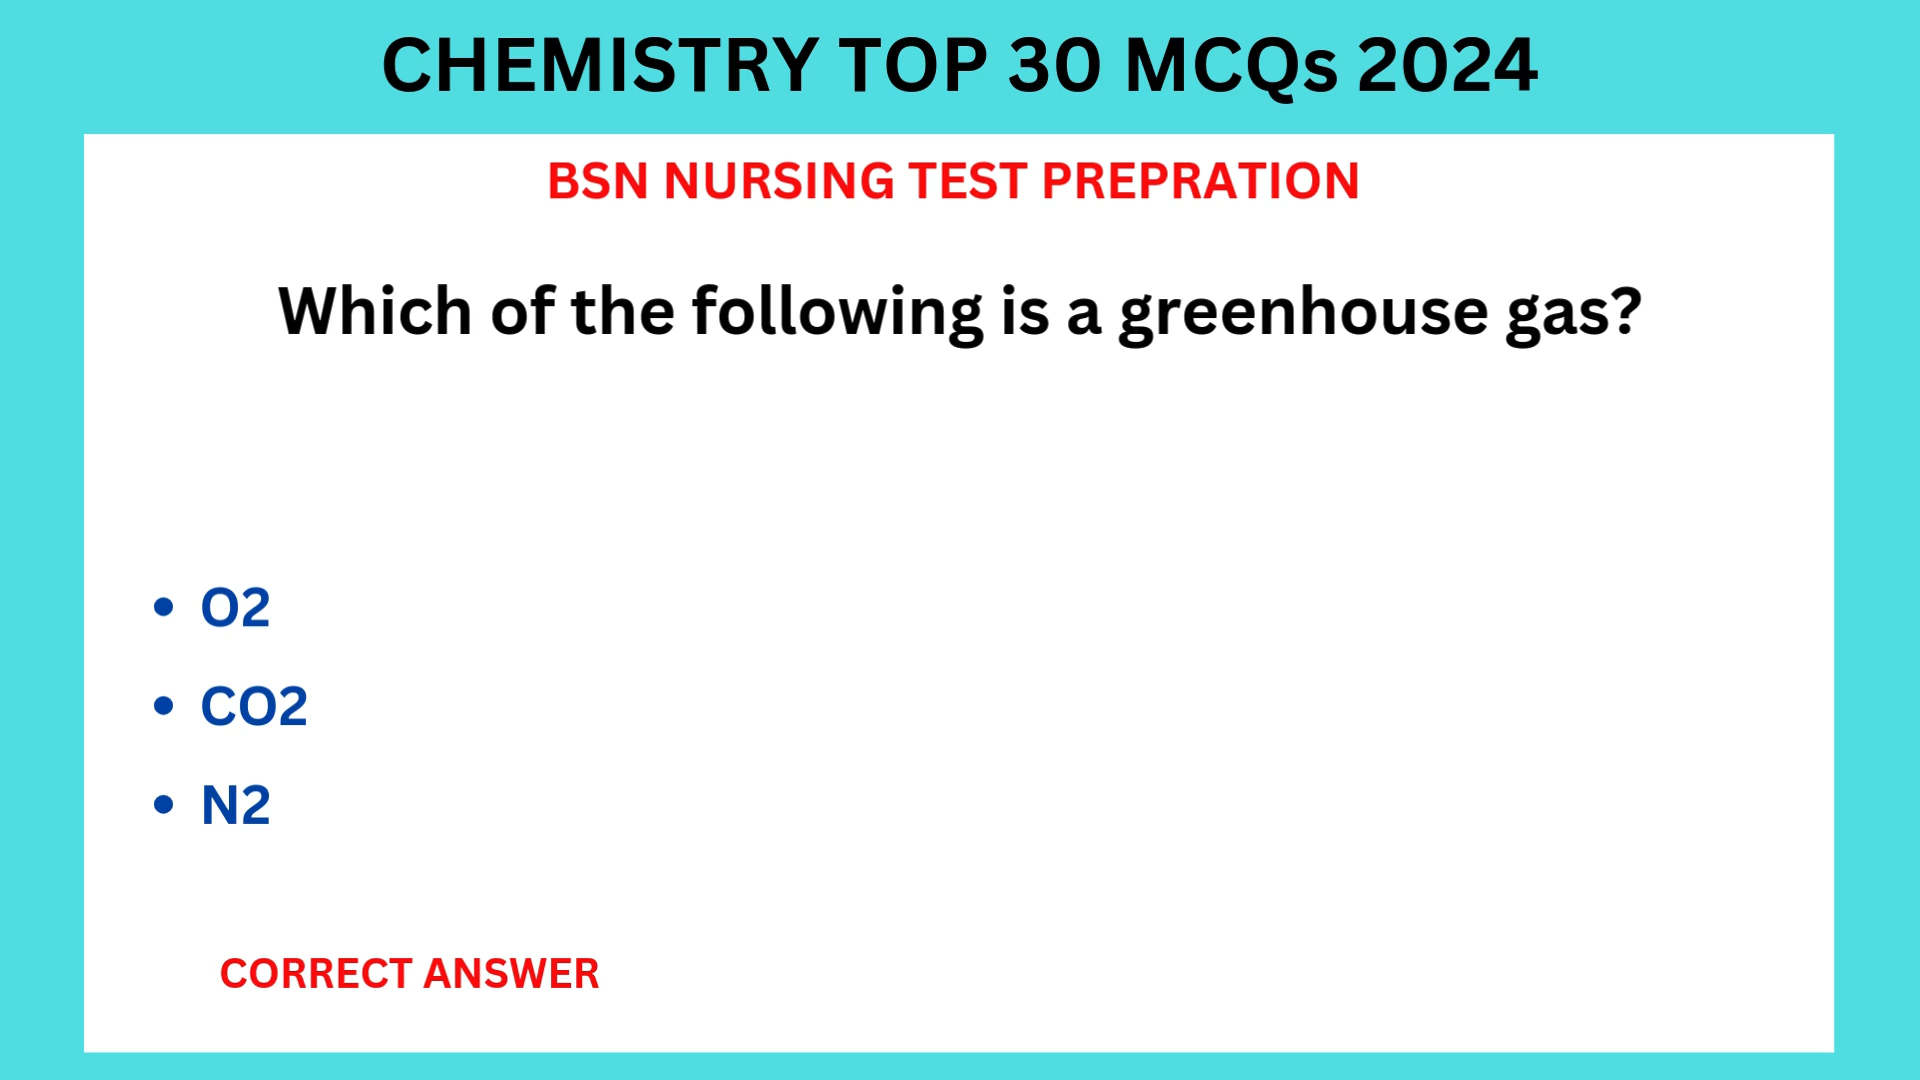 CHEMISTRY TOP 30 MCQs 2024
BSN NURSING TEST PREPRATION
Which of the following is a greenhouse gas?
• O2
• CO2
• N2
CORRECT ANSWER